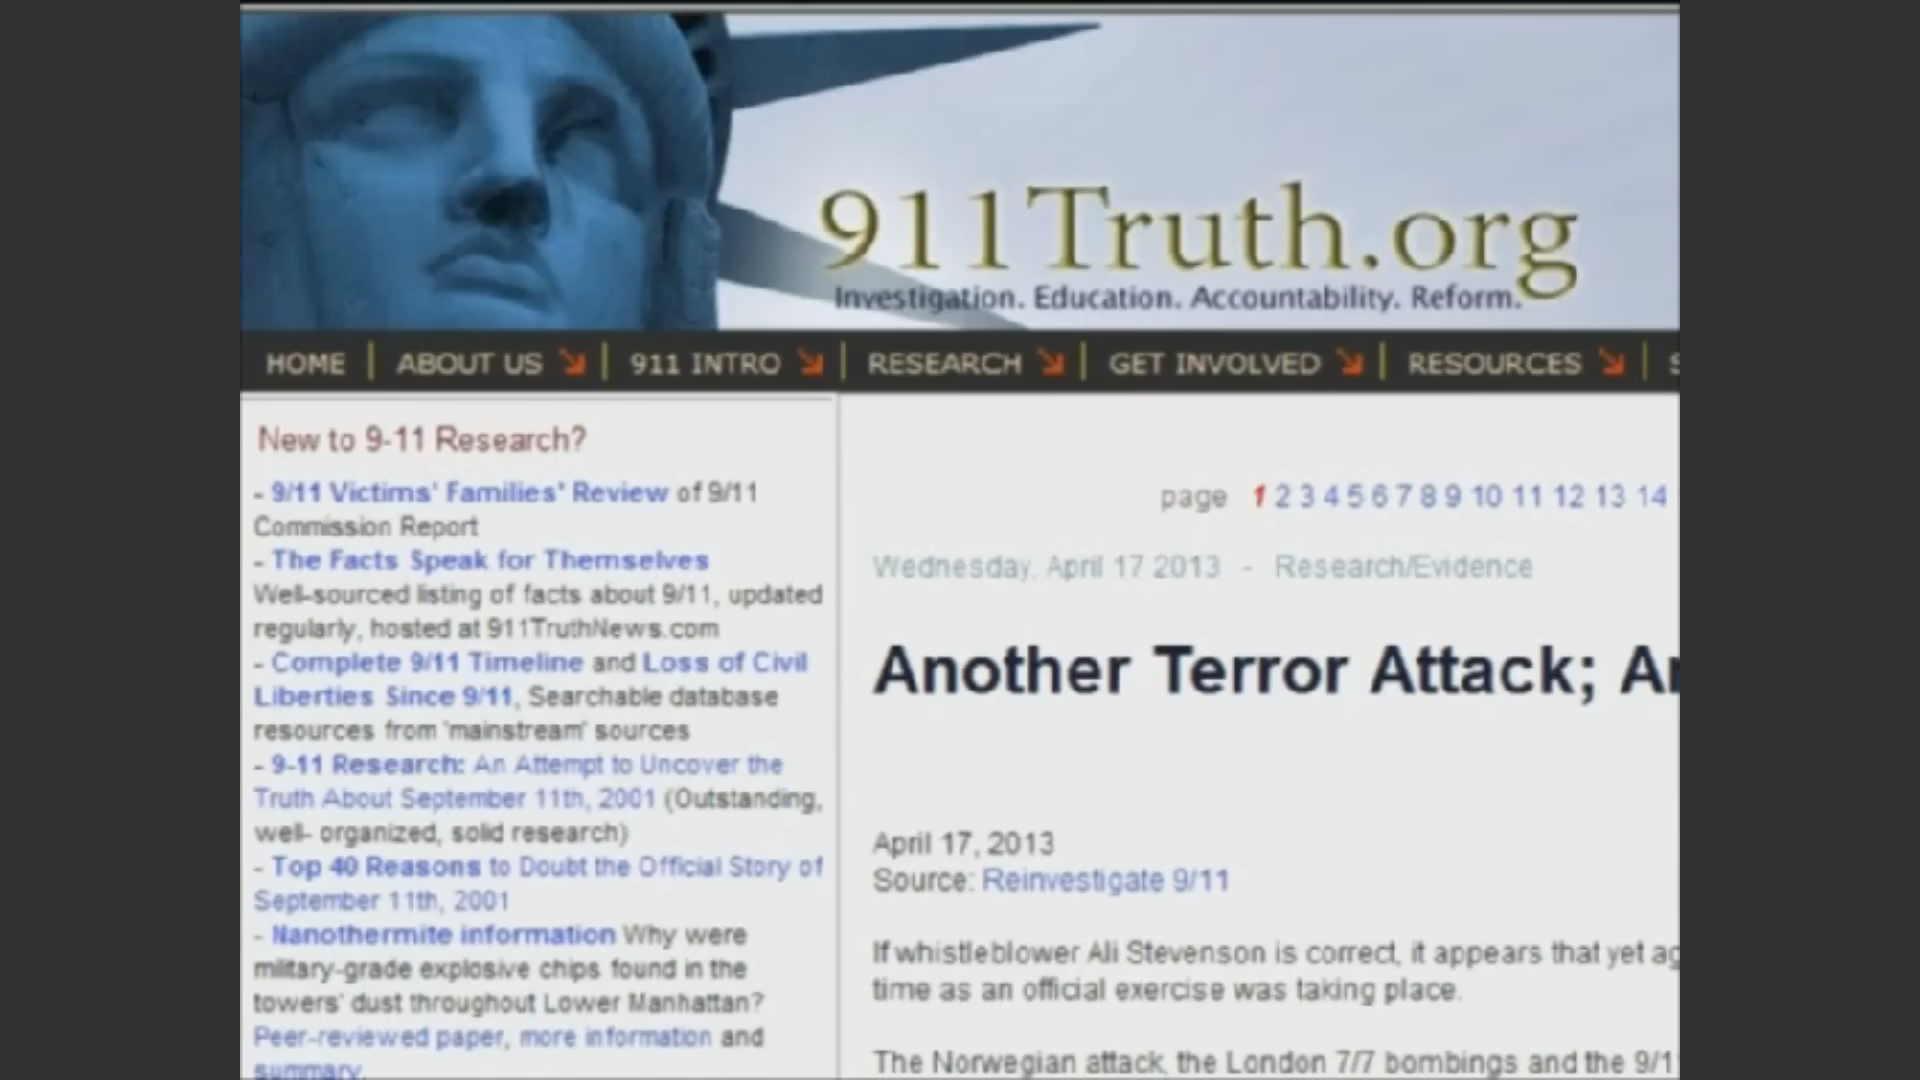 911Truth.org
Investigation. Education. Accountability. Reform.
HOME ABOUT US 911 INTRO RESEARCH GET INVOLVED RESOURCES
New to 9-11 Research?
- 9/11 Victims' Families' Review of 9/11
Commission Report
- The Facts Speak for Themselves
Well-sourced listing of facts about 9/11, updated
regularly, hosted at 911TruthNews.com
- Complete 9/11 Timeline and Loss of Civil
Liberties Since 9/11, Searchable database
resources from 'mainstream' sources
- 9-11 Research: An Attempt to Uncover the
Truth About September 11th, 2001 (Outstanding,
well- organized, solid research)
- Top 40 Reasons to Doubt the Official Story of
September 11th, 2001
- Nanothermite information Why were
military-grade explosive chips found in the
towers' dust throughout Lower Manhattan?
Peer-reviewed paper, more information and
summary.
page 1 2 3 4 5 6 7 8 9 10 11 12 13 14
Wednesday, April 17 2013 - Research/Evidence
Another Terror Attack;
April 17, 2013
Source: Reinvestigate 9/11
If whistleblower Ali Stevenson is correct, it appears that yet
time as an official exercise was taking place.
The Norwegian attack, the London 7/7 bombings and the